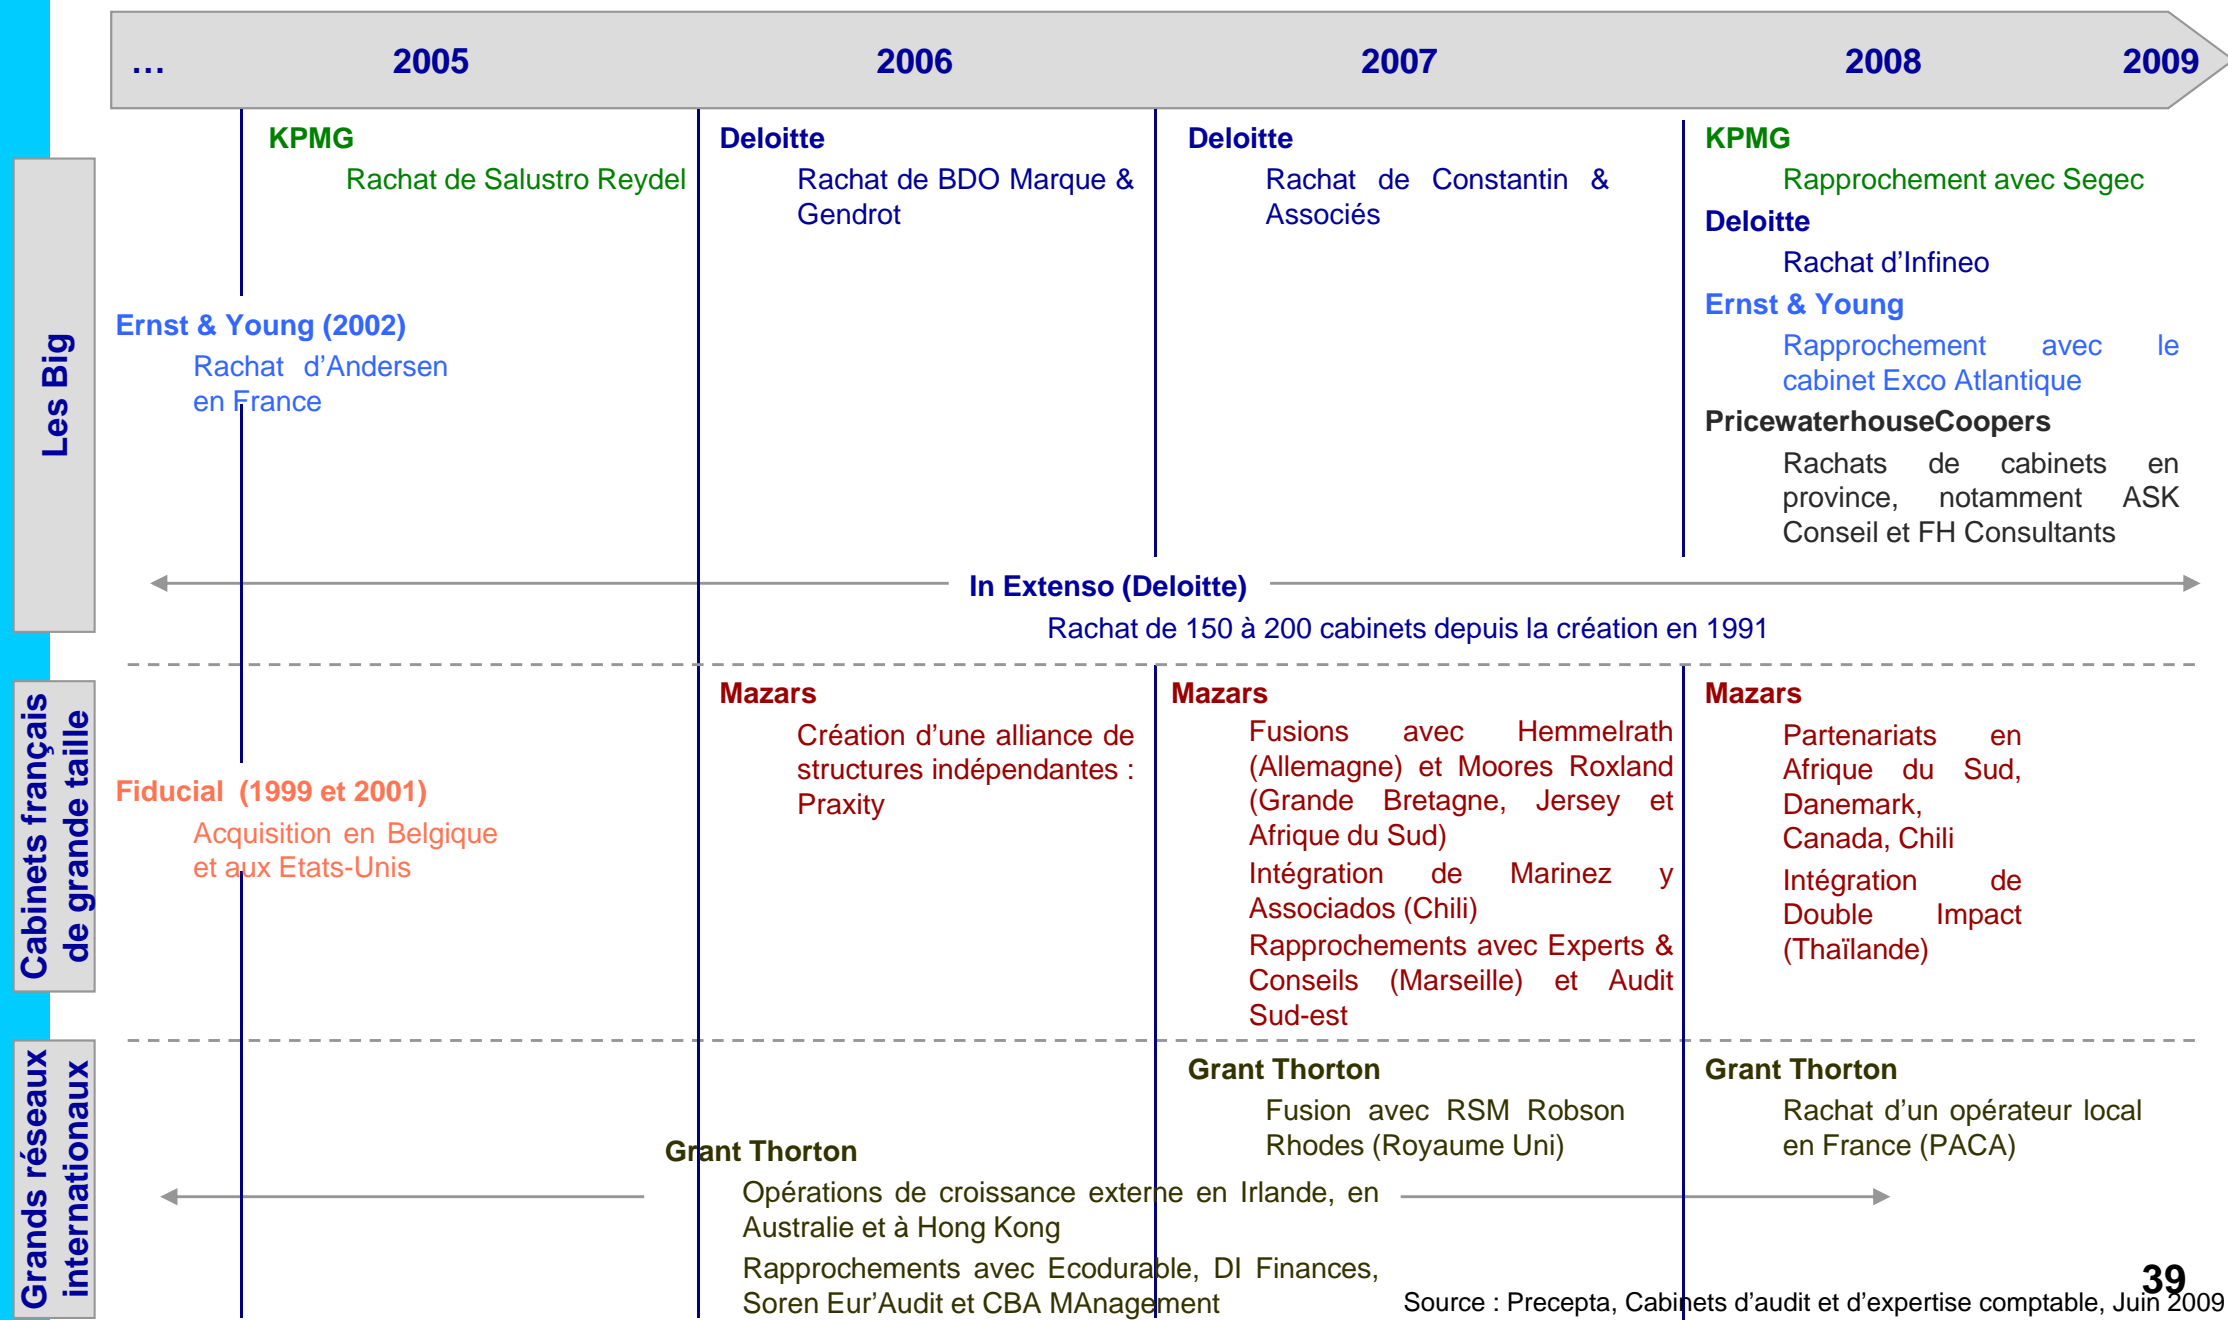 … 2005 2006 2007 2008 2009
Les Big
KPMG
Rachat de Salustro Reydel
Ernst & Young (2002)
Rachat d’Andersen
en France
Deloitte
Rachat de BDO Marque &
Gendrot
Deloitte
Rachat de Constantin &
Associés
KPMG
Rapprochement avec Segec
Deloitte
Rachat d’Infineo
Ernst & Young
Rapprochement avec le
cabinet Exco Atlantique
PricewaterhouseCoopers
Rachats de cabinets en
province, notamment ASK
Conseil et FH Consultants
In Extenso (Deloitte)
Rachat de 150 à 200 cabinets depuis la création en 1991
Cabinets français
de grande taille
Fiducial (1999 et 2001)
Acquisition en Belgique
et aux Etats-Unis
Mazars
Création d’une alliance de
structures indépendantes :
Praxity
Mazars
Fusions avec Hemmelrath
(Allemagne) et Moores Roxland
(Grande Bretagne, Jersey et
Afrique du Sud)
Intégration de Marinez y
Associados (Chili)
Rapprochements avec Experts &
Conseils (Marseille) et Audit
Sud-est
Mazars
Partenariats en
Afrique du Sud,
Danemark,
Canada, Chili
Intégration de
Double Impact
(Thaïlande)
Grands réseaux
internationaux
Grant Thorton
Opérations de croissance externe en Irlande, en
Australie et à Hong Kong
Rapprochements avec Ecodurable, DI Finances,
Soren Eur’Audit et CBA MAnagement
Grant Thorton
Fusion avec RSM Robson
Rhodes (Royaume Uni)
Grant Thorton
Rachat d’un opérateur local
en France (PACA)
39
Source : Precepta, Cabinets d’audit et d’expertise comptable, Juin 2009